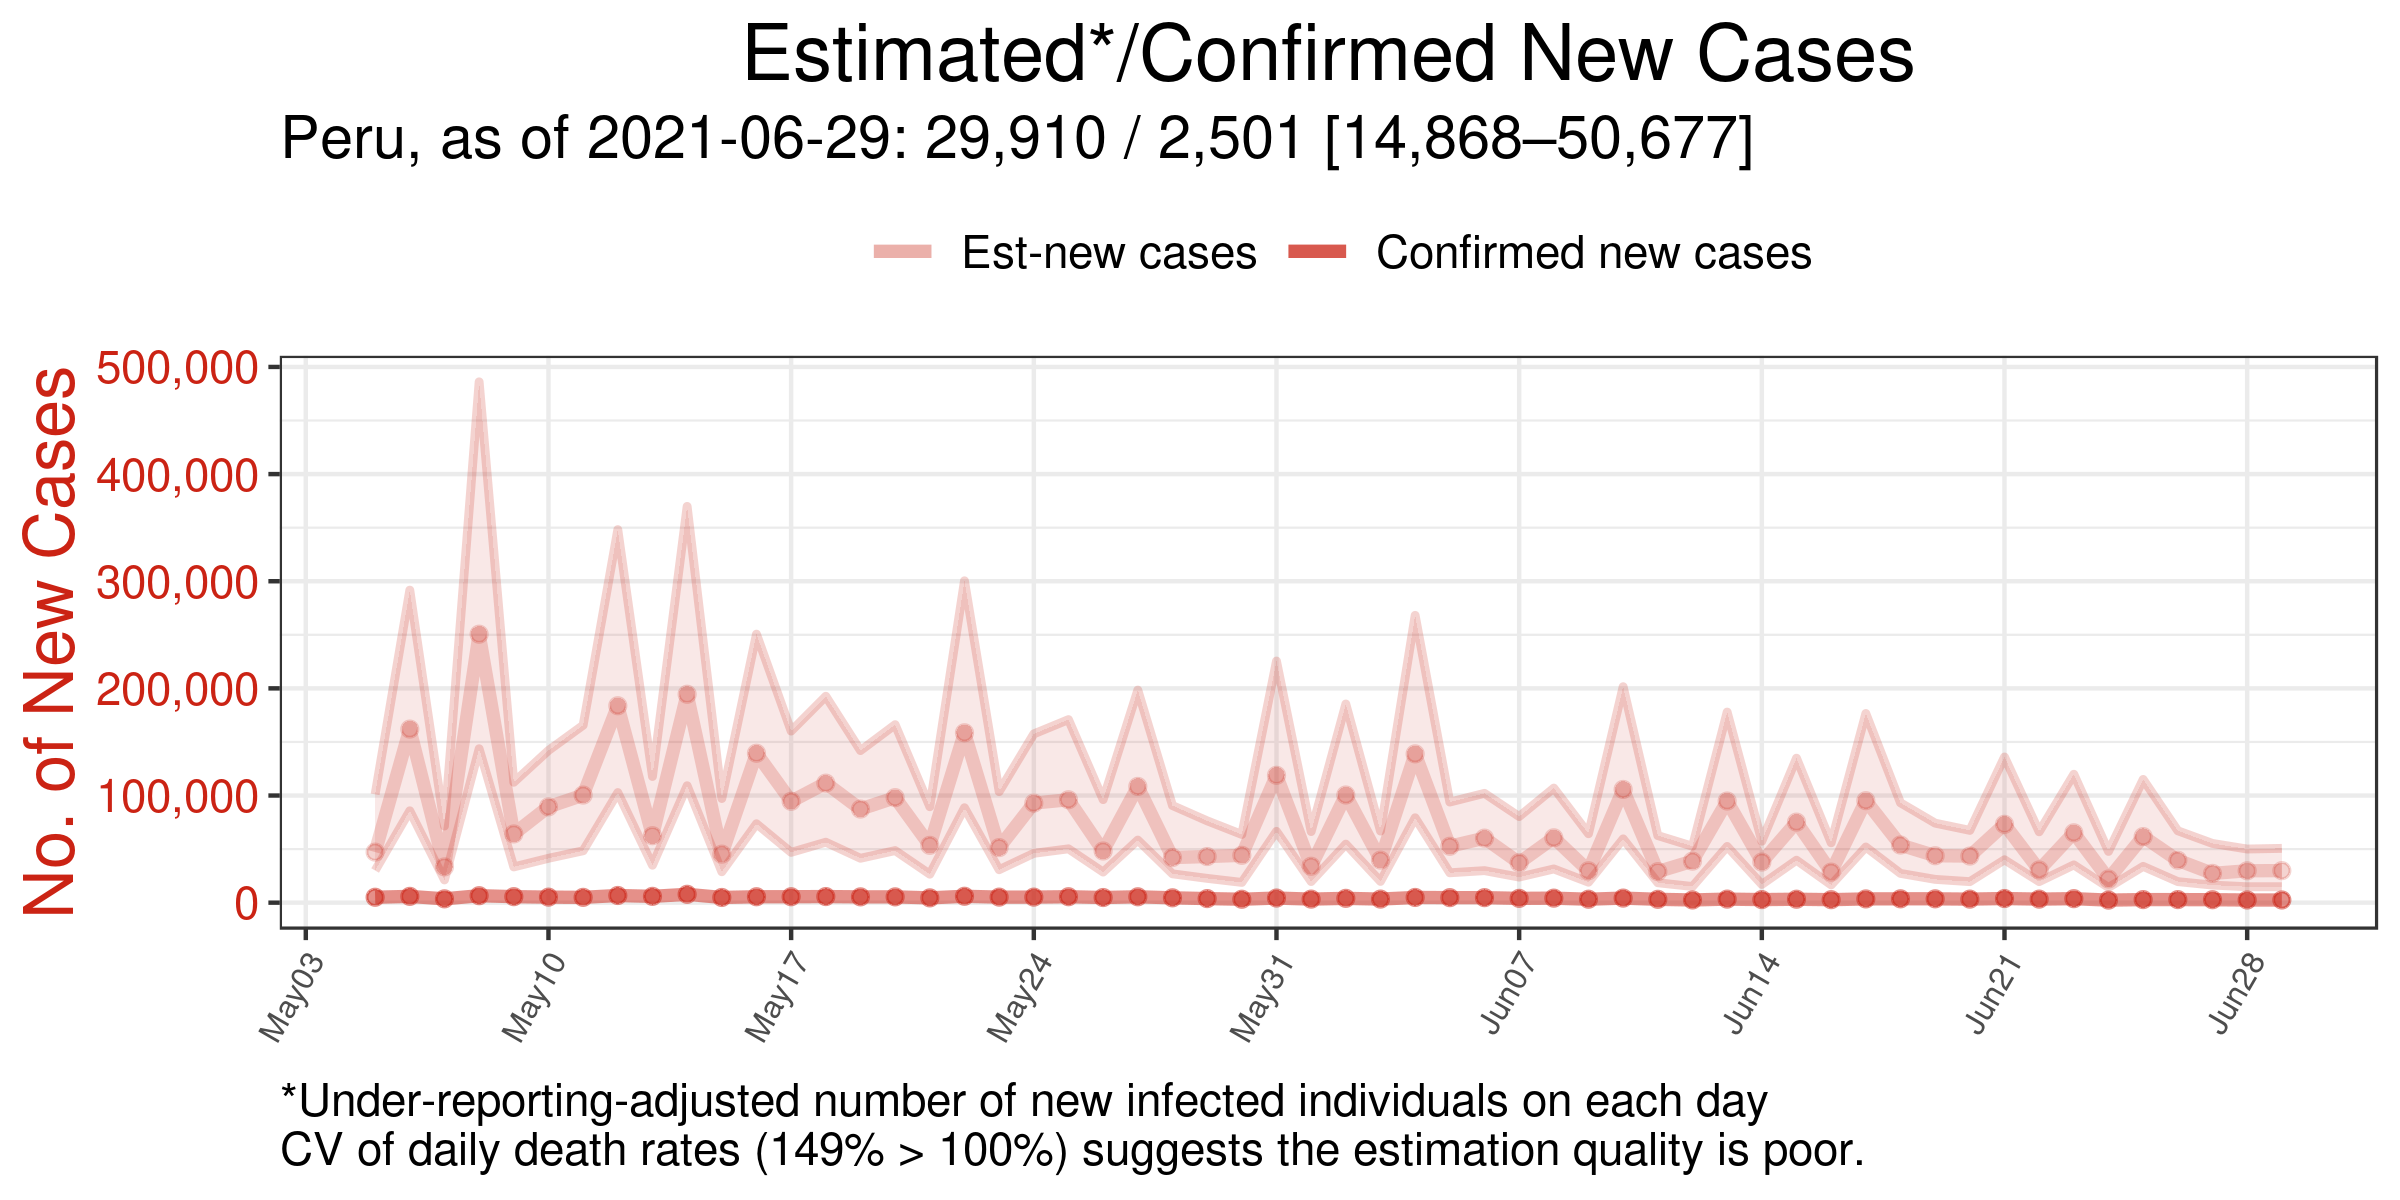 Estimated*/Confirmed New Cases
Peru, as of 2021-06-29: 29,910 / 2,501 [14,868–50,677]
Est-new cases Confirmed new cases
No. of New Cases
500,000
400,000
300,000
200,000
100,000
0
May03 May10 May17 May24 May31 Jun07 Jun14 Jun21 Jun28
*Under-reporting-adjusted number of new infected individuals on each day
CV of daily death rates (149% > 100%) suggests the estimation quality is poor.